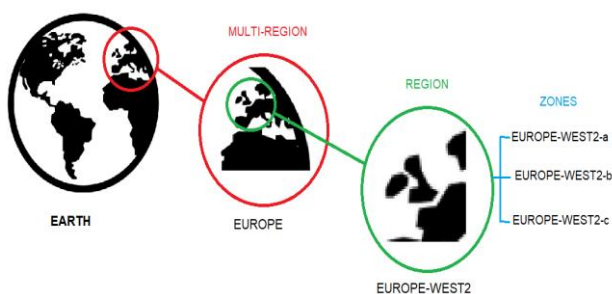 MULTI-REGION
REGION
ZONES
EUROPE-WEST2-a
EUROPE-WEST2-b
EUROPE-WEST2-c
EARTH
EUROPE
EUROPE-WEST2